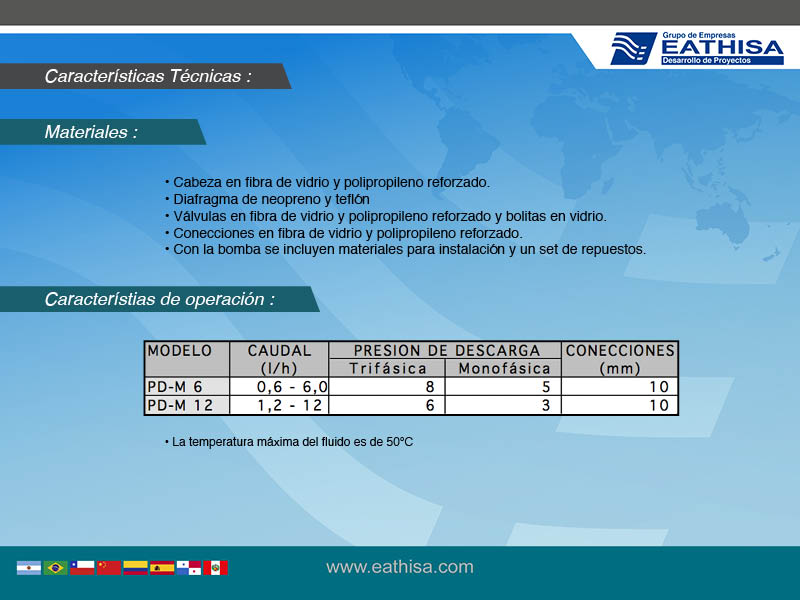 Grupo de Empresas
EATHISA
Desarrollo de Proyectos
Características Técnicas :
Materiales :
• Cabeza en fibra de vidrio y polipropileno reforzado.
• Diafragma de neopreno y teflón
• Válvulas en fibra de vidrio y polipropileno reforzado y bolitas en vidrio.
• Conecciones en fibra de vidrio y polipropileno reforzado.
• Con la bomba se incluyen materiales para instalación y un set de repuestos.
Característias de operación :
MODELO CAUDAL PRESION DE DESCARGA CONECCIONES
(l/h) Trifásica Monofásica (mm)
PD-M 6 0,6 - 6,0 8 5 10
PD-M 12 1,2 - 12 6 3 10
• La temperatura máxima del fluido es de 50ºC
www.eathisa.com